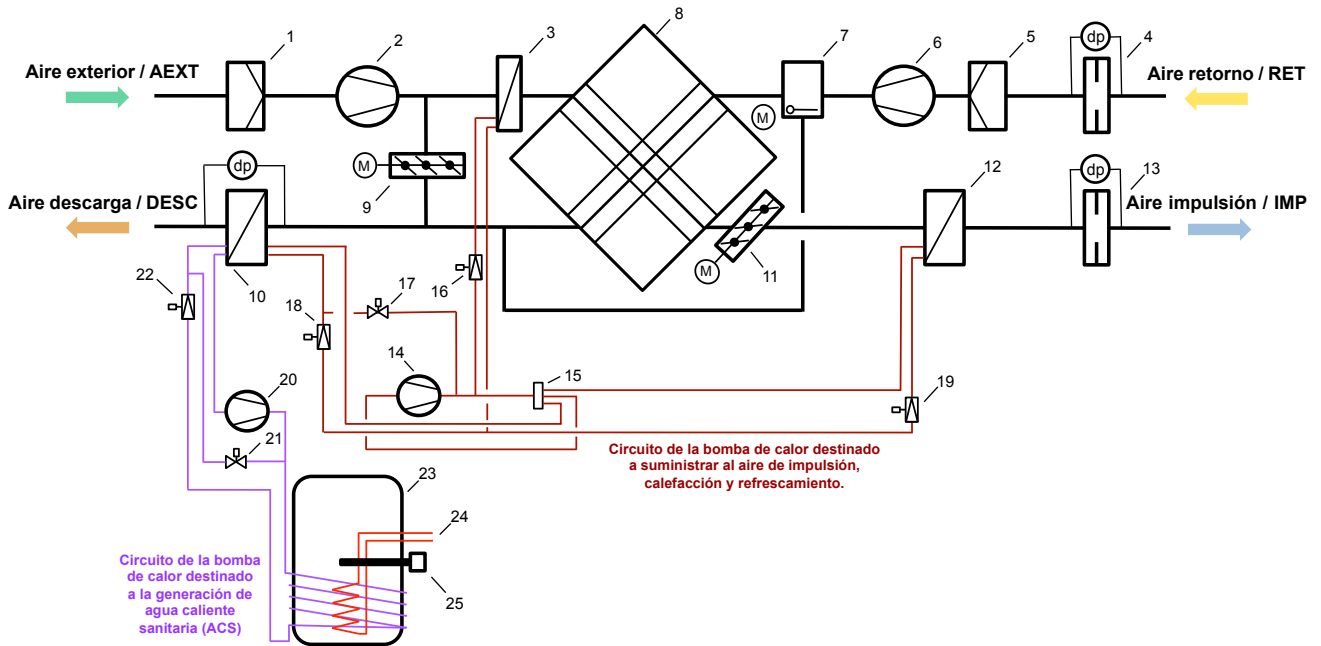 1
2
3
8
7
6
5
dp
4
Aire exterior / AEXT
Aire retorno / RET
M
M
9
dp
12
dp
13
Aire descarga / DESC
Aire impulsión / IMP
M
11
22
10
16
18
17
14
15
19
20
21
Circuito de la bomba de calor destinado
a suministrar al aire de impulsión,
calefacción y refrescamiento.
23
24
25
Circuito de la bomba
de calor destinado
a la generación de
agua caliente
sanitaria (ACS)